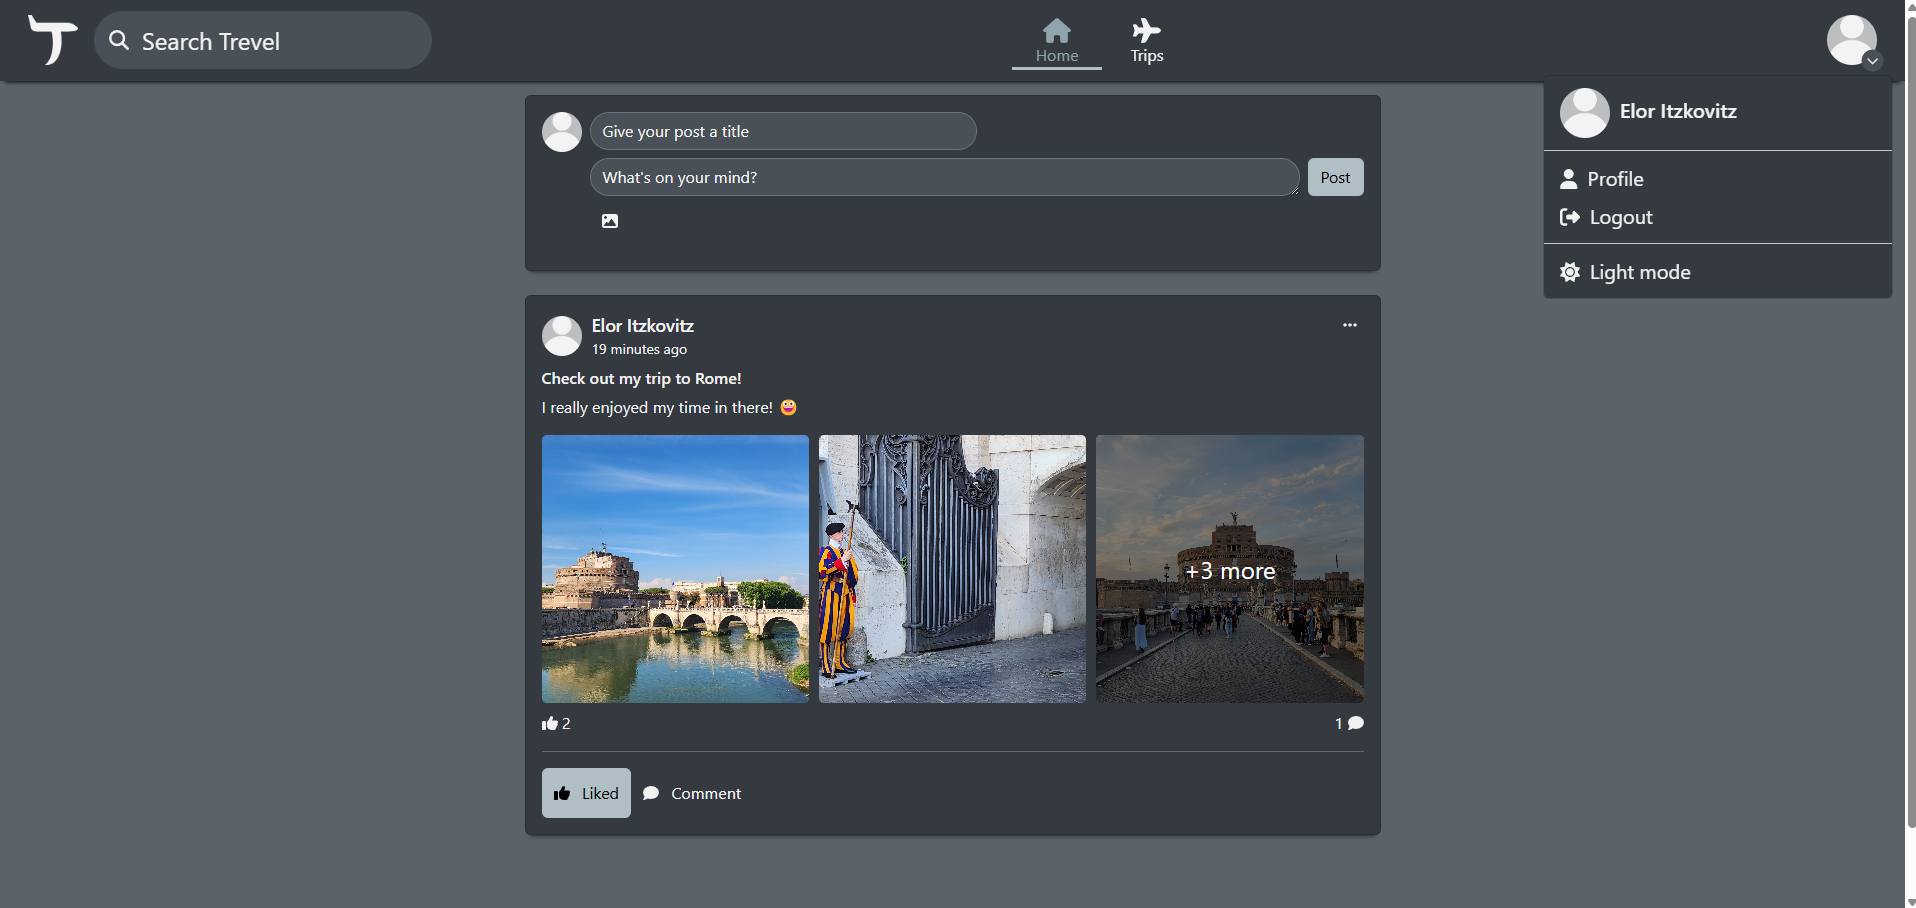 Search Trevel
Home
Trips
Elor Itzkovitz
Profile
Logout
Light mode
Give your post a title
What's on your mind?
Post
Elor Itzkovitz
19 minutes ago
Check out my trip to Rome!
I really enjoyed my time in there! 😀
+3 more
2
1
Liked
Comment